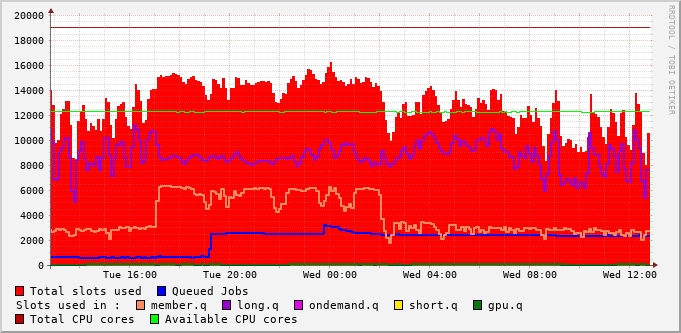 20000
18000
16000
14000
12000
10000
8000
6000
4000
2000
0
Tue 16:00 Tue 20:00 Wed 00:00 Wed 04:00 Wed 08:00 Wed 12:00
Total slots used Queued Jobs
Slots used in : member.q long.q ondemand.q short.q gpu.q
Total CPU cores Available CPU cores
RRDTOOL / TOBI OETIKER